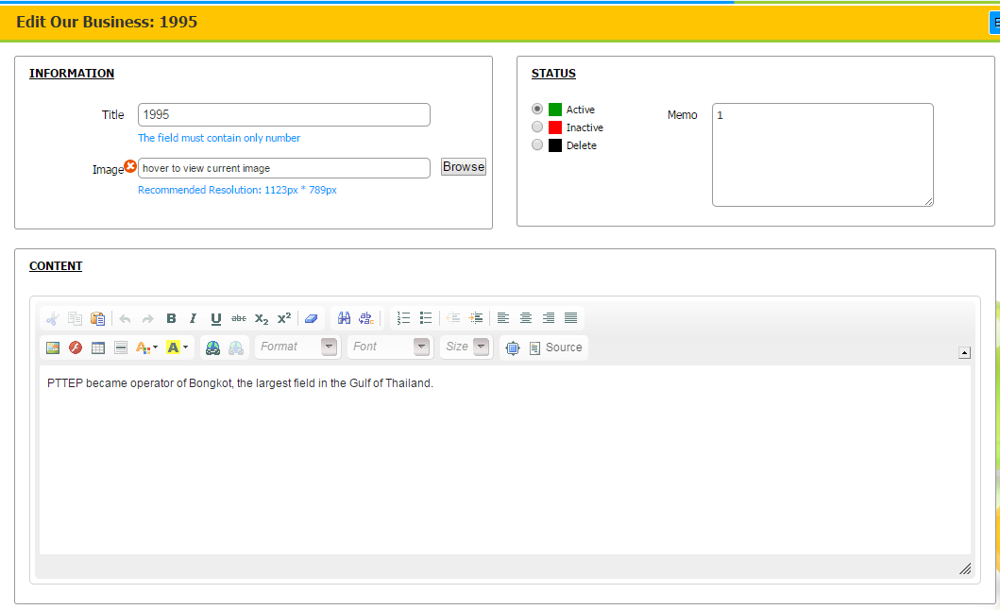 Edit Our Business: 1995
INFORMATION
Title
1995
The field must contain only number
Image
hover to view current image
Browse
Recommended Resolution: 1123px * 789px
STATUS
Active
Inactive
Delete
Memo
1
CONTENT
B I U abc X2 X²
Format
Font
Size
Source
PTTEP became operator of Bongkot, the largest field in the Gulf of Thailand.